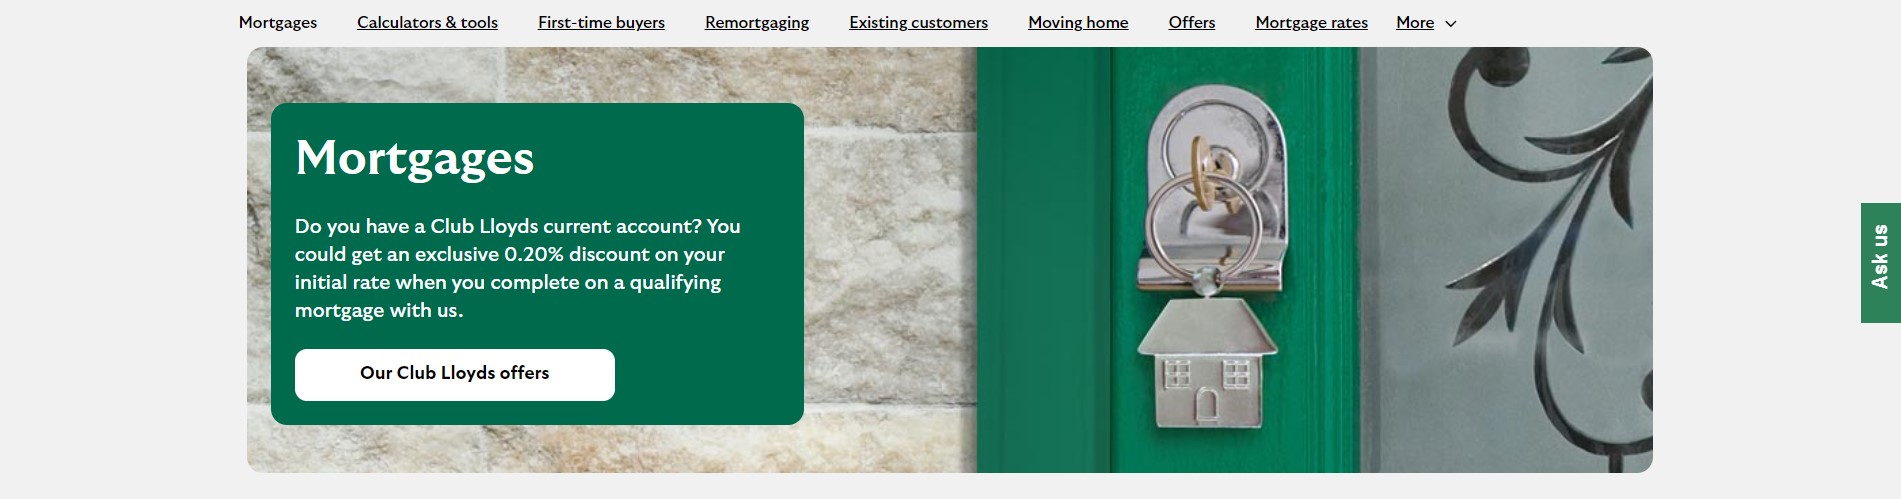 Mortgages Calculators & tools First-time buyers Remortgaging Existing customers Moving home Offers Mortgage rates More
Mortgages
Do you have a Club Lloyds current account? You
could get an exclusive 0.20% discount on your
initial rate when you complete on a qualifying
mortgage with us.
Our Club Lloyds offers
Ask us